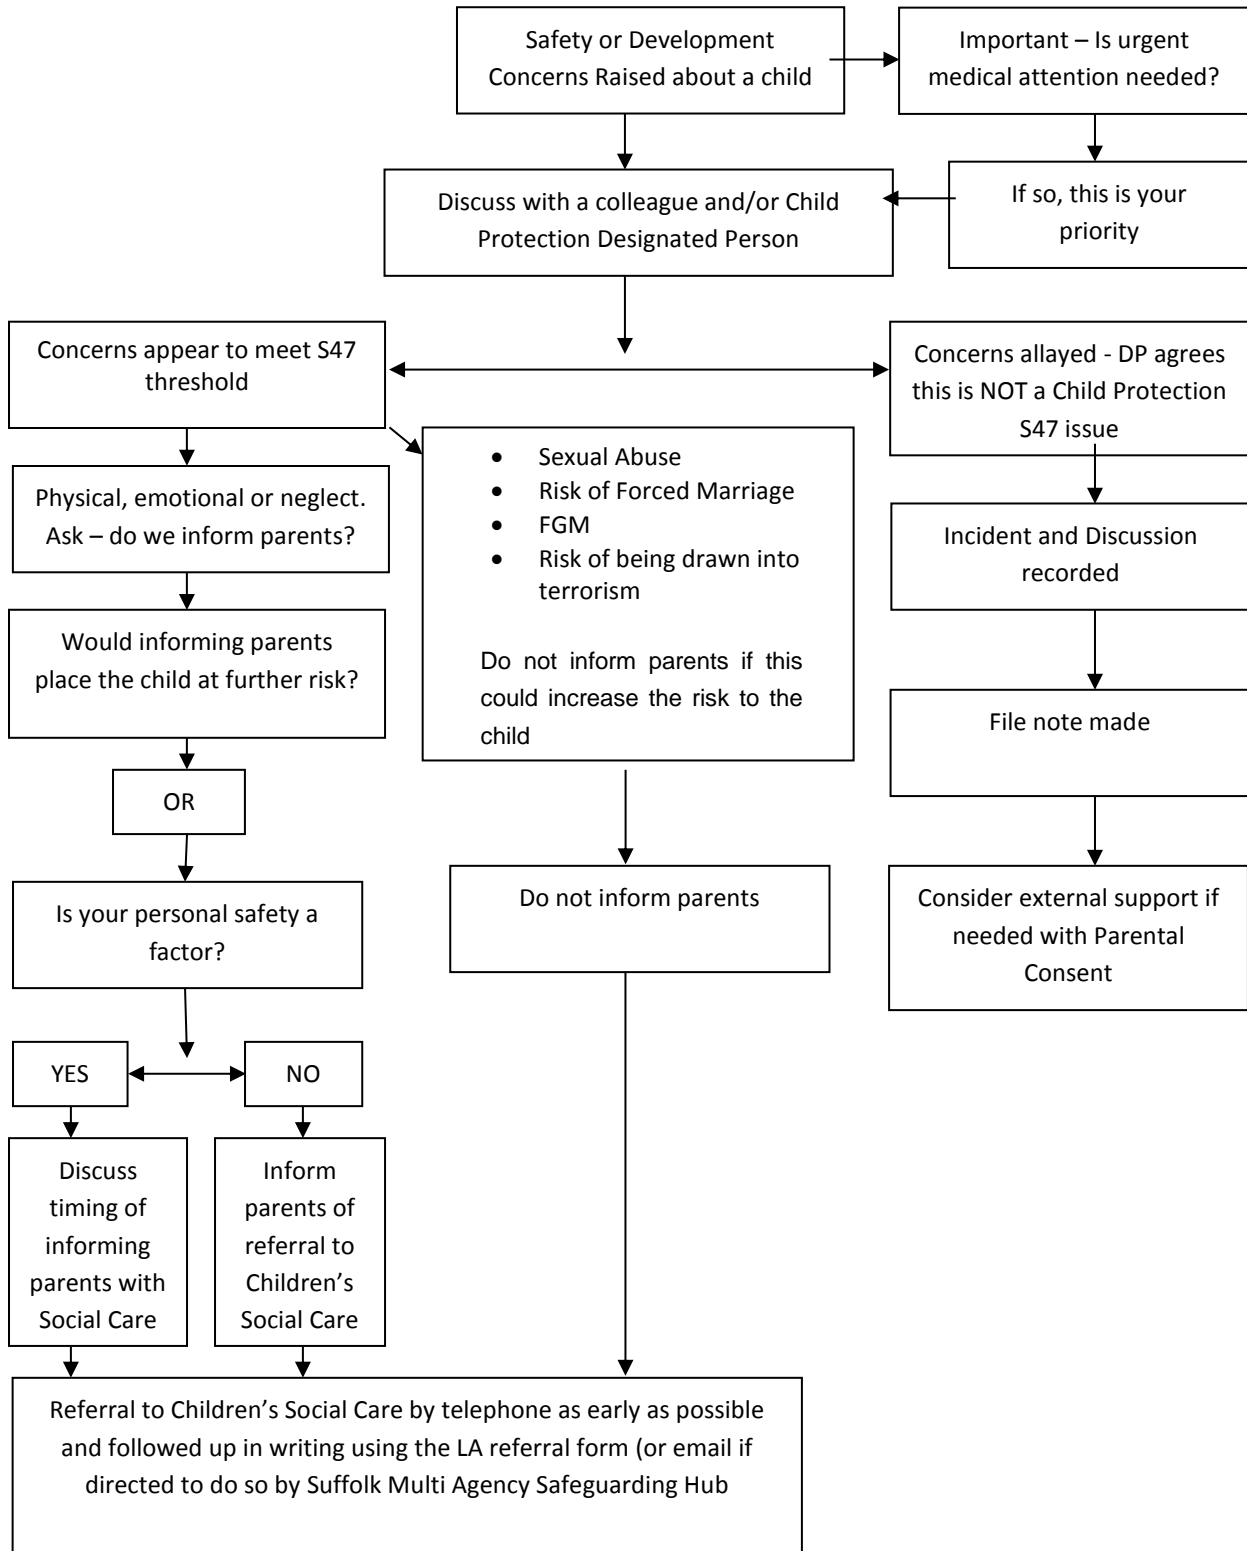 Safety or Development
Concerns Raised about a child
Important – Is urgent
medical attention needed?
If so, this is your
priority
Discuss with a colleague and/or Child
Protection Designated Person
Concerns appear to meet S47
threshold
Concerns allayed - DP agrees
this is NOT a Child Protection
S47 issue
• Sexual Abuse
• Risk of Forced Marriage
• FGM
• Risk of being drawn into
terrorism
Do not inform parents if this
could increase the risk to the
child
Physical, emotional or neglect.
Ask – do we inform parents?
Incident and Discussion
recorded
Would informing parents
place the child at further risk?
File note made
OR
Is your personal safety a
factor?
Do not inform parents
Consider external support if
needed with Parental
Consent
YES
NO
Discuss
timing of
informing
parents with
Social Care
Inform
parents of
referral to
Children’s
Social Care
Referral to Children’s Social Care by telephone as early as possible
and followed up in writing using the LA referral form (or email if
directed to do so by Suffolk Multi Agency Safeguarding Hub